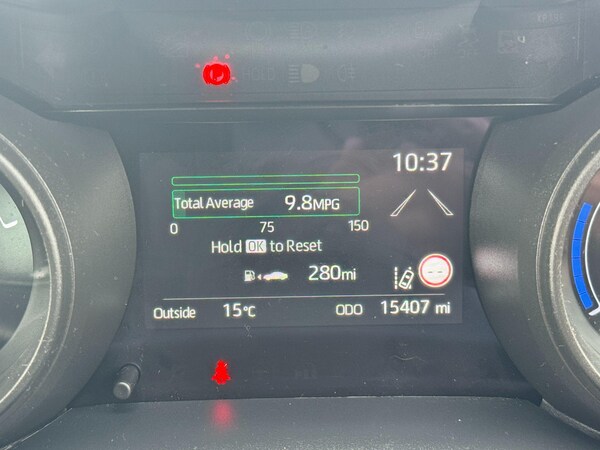 HOLD
10:37
Total Average 9.8MPG
0 75 150
Hold OK to Reset
280mi
Outside 15°C ODO 15407 mi